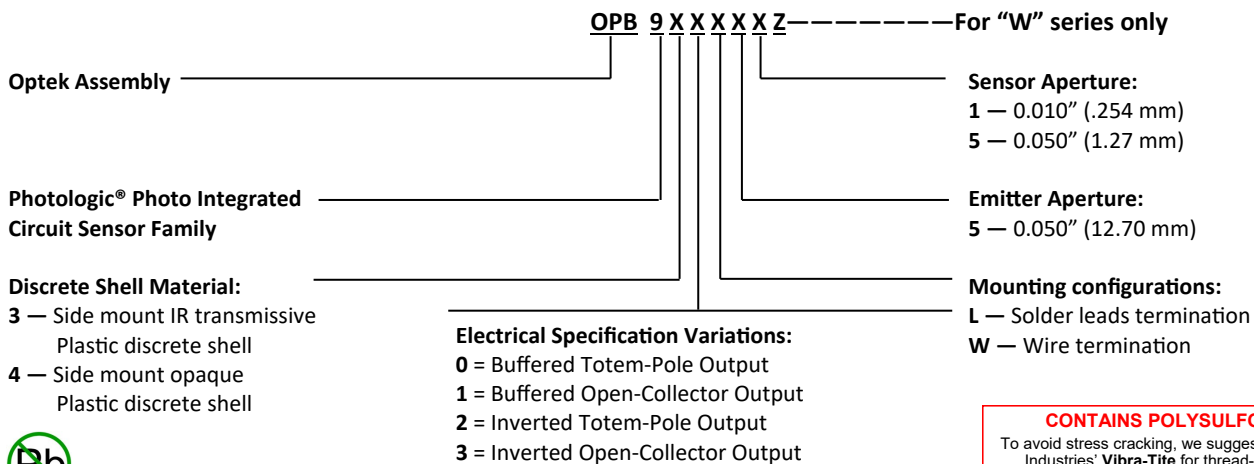 OPB 9 X X X X X Z———————For “W” series only
Optek Assembly
Sensor Aperture:
1 — 0.010” (.254 mm)
5 — 0.050” (1.27 mm)
Photologic® Photo Integrated
Circuit Sensor Family
Emitter Aperture:
5 — 0.050” (12.70 mm)
Discrete Shell Material:
3 — Side mount IR transmissive
Plastic discrete shell
4 — Side mount opaque
Plastic discrete shell
Electrical Specification Variations:
0 = Buffered Totem-Pole Output
1 = Buffered Open-Collector Output
2 = Inverted Totem-Pole Output
3 = Inverted Open-Collector Output
Mounting configurations:
L — Solder leads termination
W — Wire termination
CONTAINS
To avoid stress cracking, we
Industries’ Vibra-Tite for
Pb